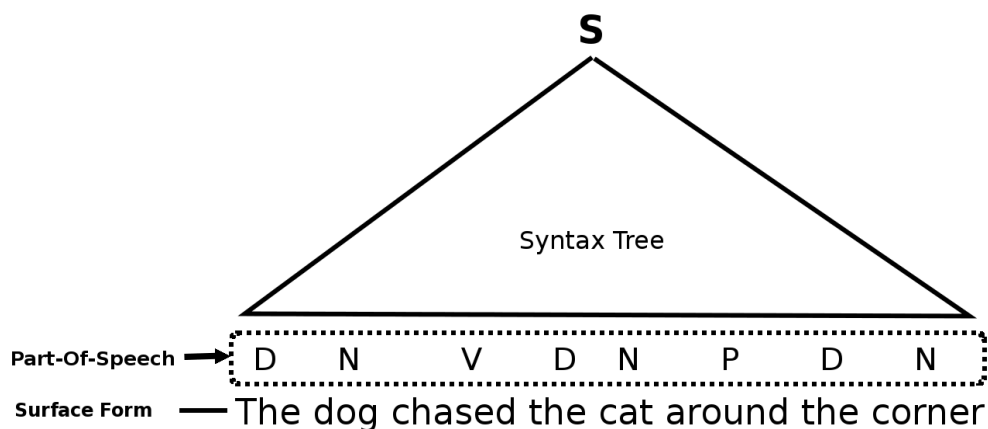 S
Syntax Tree
Part-Of-Speech D N V D N P D N
Surface Form The dog chased the cat around the corner